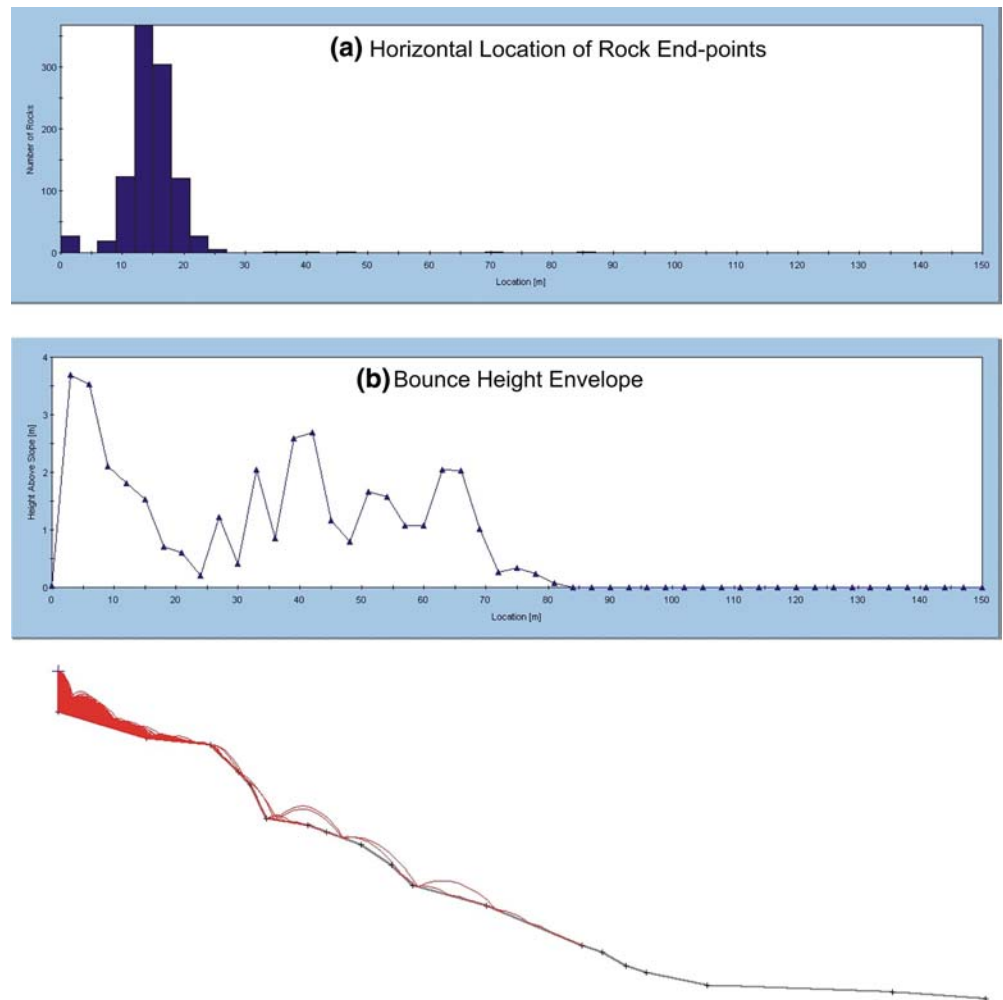 (a) Horizontal Location of Rock End-points
Number of Rocks
300
200
100
0
0 10 20 30 40 50 60 70 80 90 100 110 120 130 140 150
Location [m]
(b) Bounce Height Envelope
Height Above Slope [m]
4
3
2
1
0
0 10 20 30 40 50 60 70 80 90 100 110 120 130 140 150
Location [m]